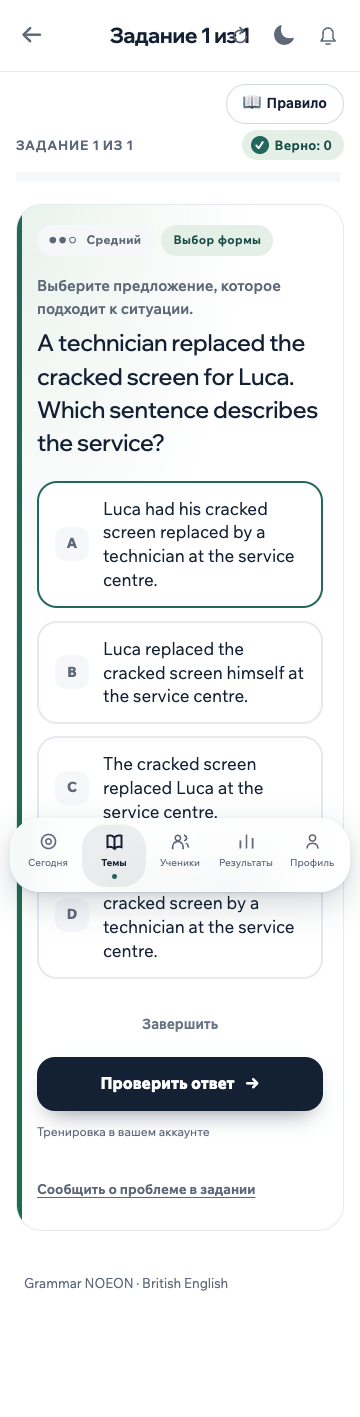 Задание 1 из 1
📖 Правило
ЗАДАНИЕ 1 ИЗ 1
Верно: 0
Средний
Выбор формы
Выберите предложение, которое
подходит к ситуации.
A technician replaced the
cracked screen for Luca.
Which sentence describes
the service?
A
Luca had his cracked
screen replaced by a
technician at the service
centre.
B
Luca replaced the
cracked screen himself at
the service centre.
C
The cracked screen
replaced Luca at the
service centre.
Сегодня
Темы
Ученики
Результаты
Профиль
D
cracked screen by a
technician at the service
centre.
Завершить
Проверить ответ →
Тренировка в вашем аккаунте
Сообщить о проблеме в задании
Grammar NOEON · British English